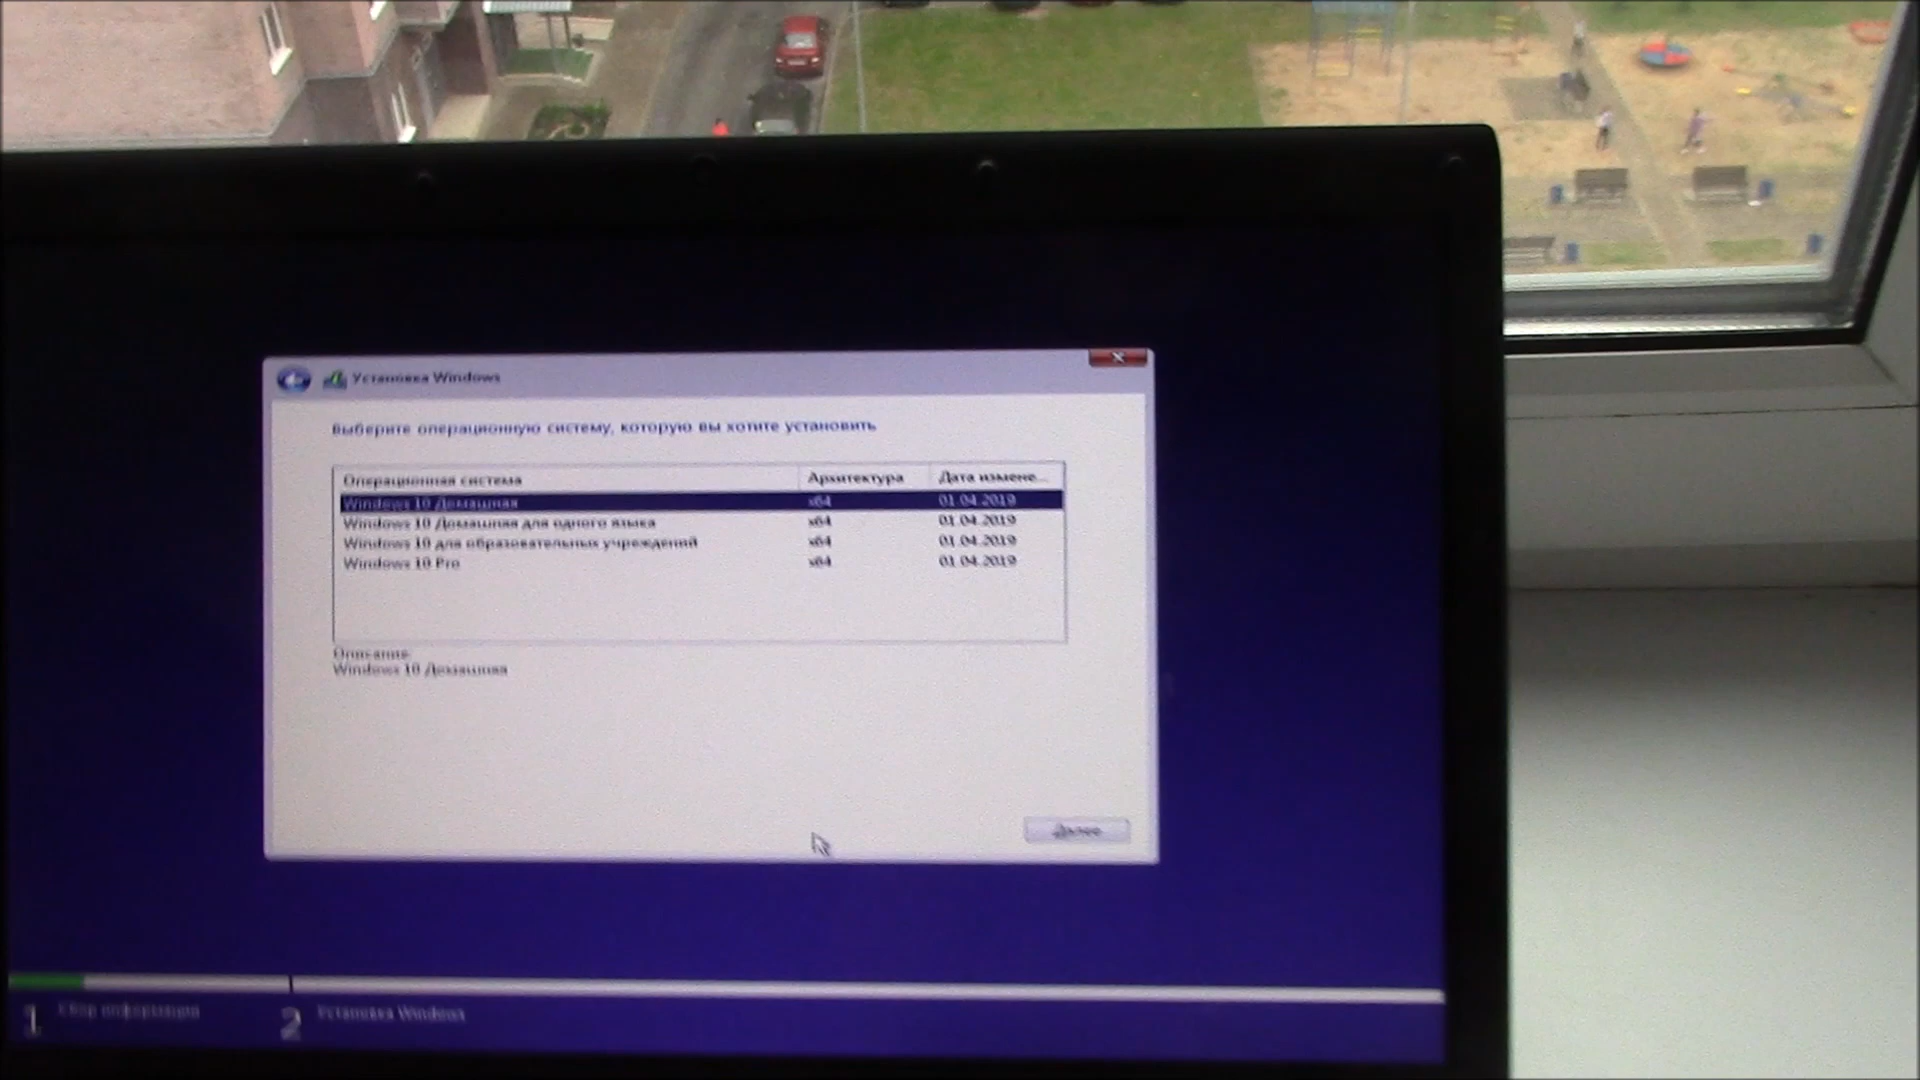 Установка Windows
Выберите операционную систему, которую вы хотите установить
Операционная система Архитектура Дата измене...
Windows 10 Домашняя x64 01.04.2019
Windows 10 Домашняя для одного языка x64 01.04.2019
Windows 10 для образовательных учреждений x64 01.04.2019
Windows 10 Pro x64 01.04.2019
Описание:
Windows 10 Домашняя
Далее
1 Сбор информации
2 Установка Windows